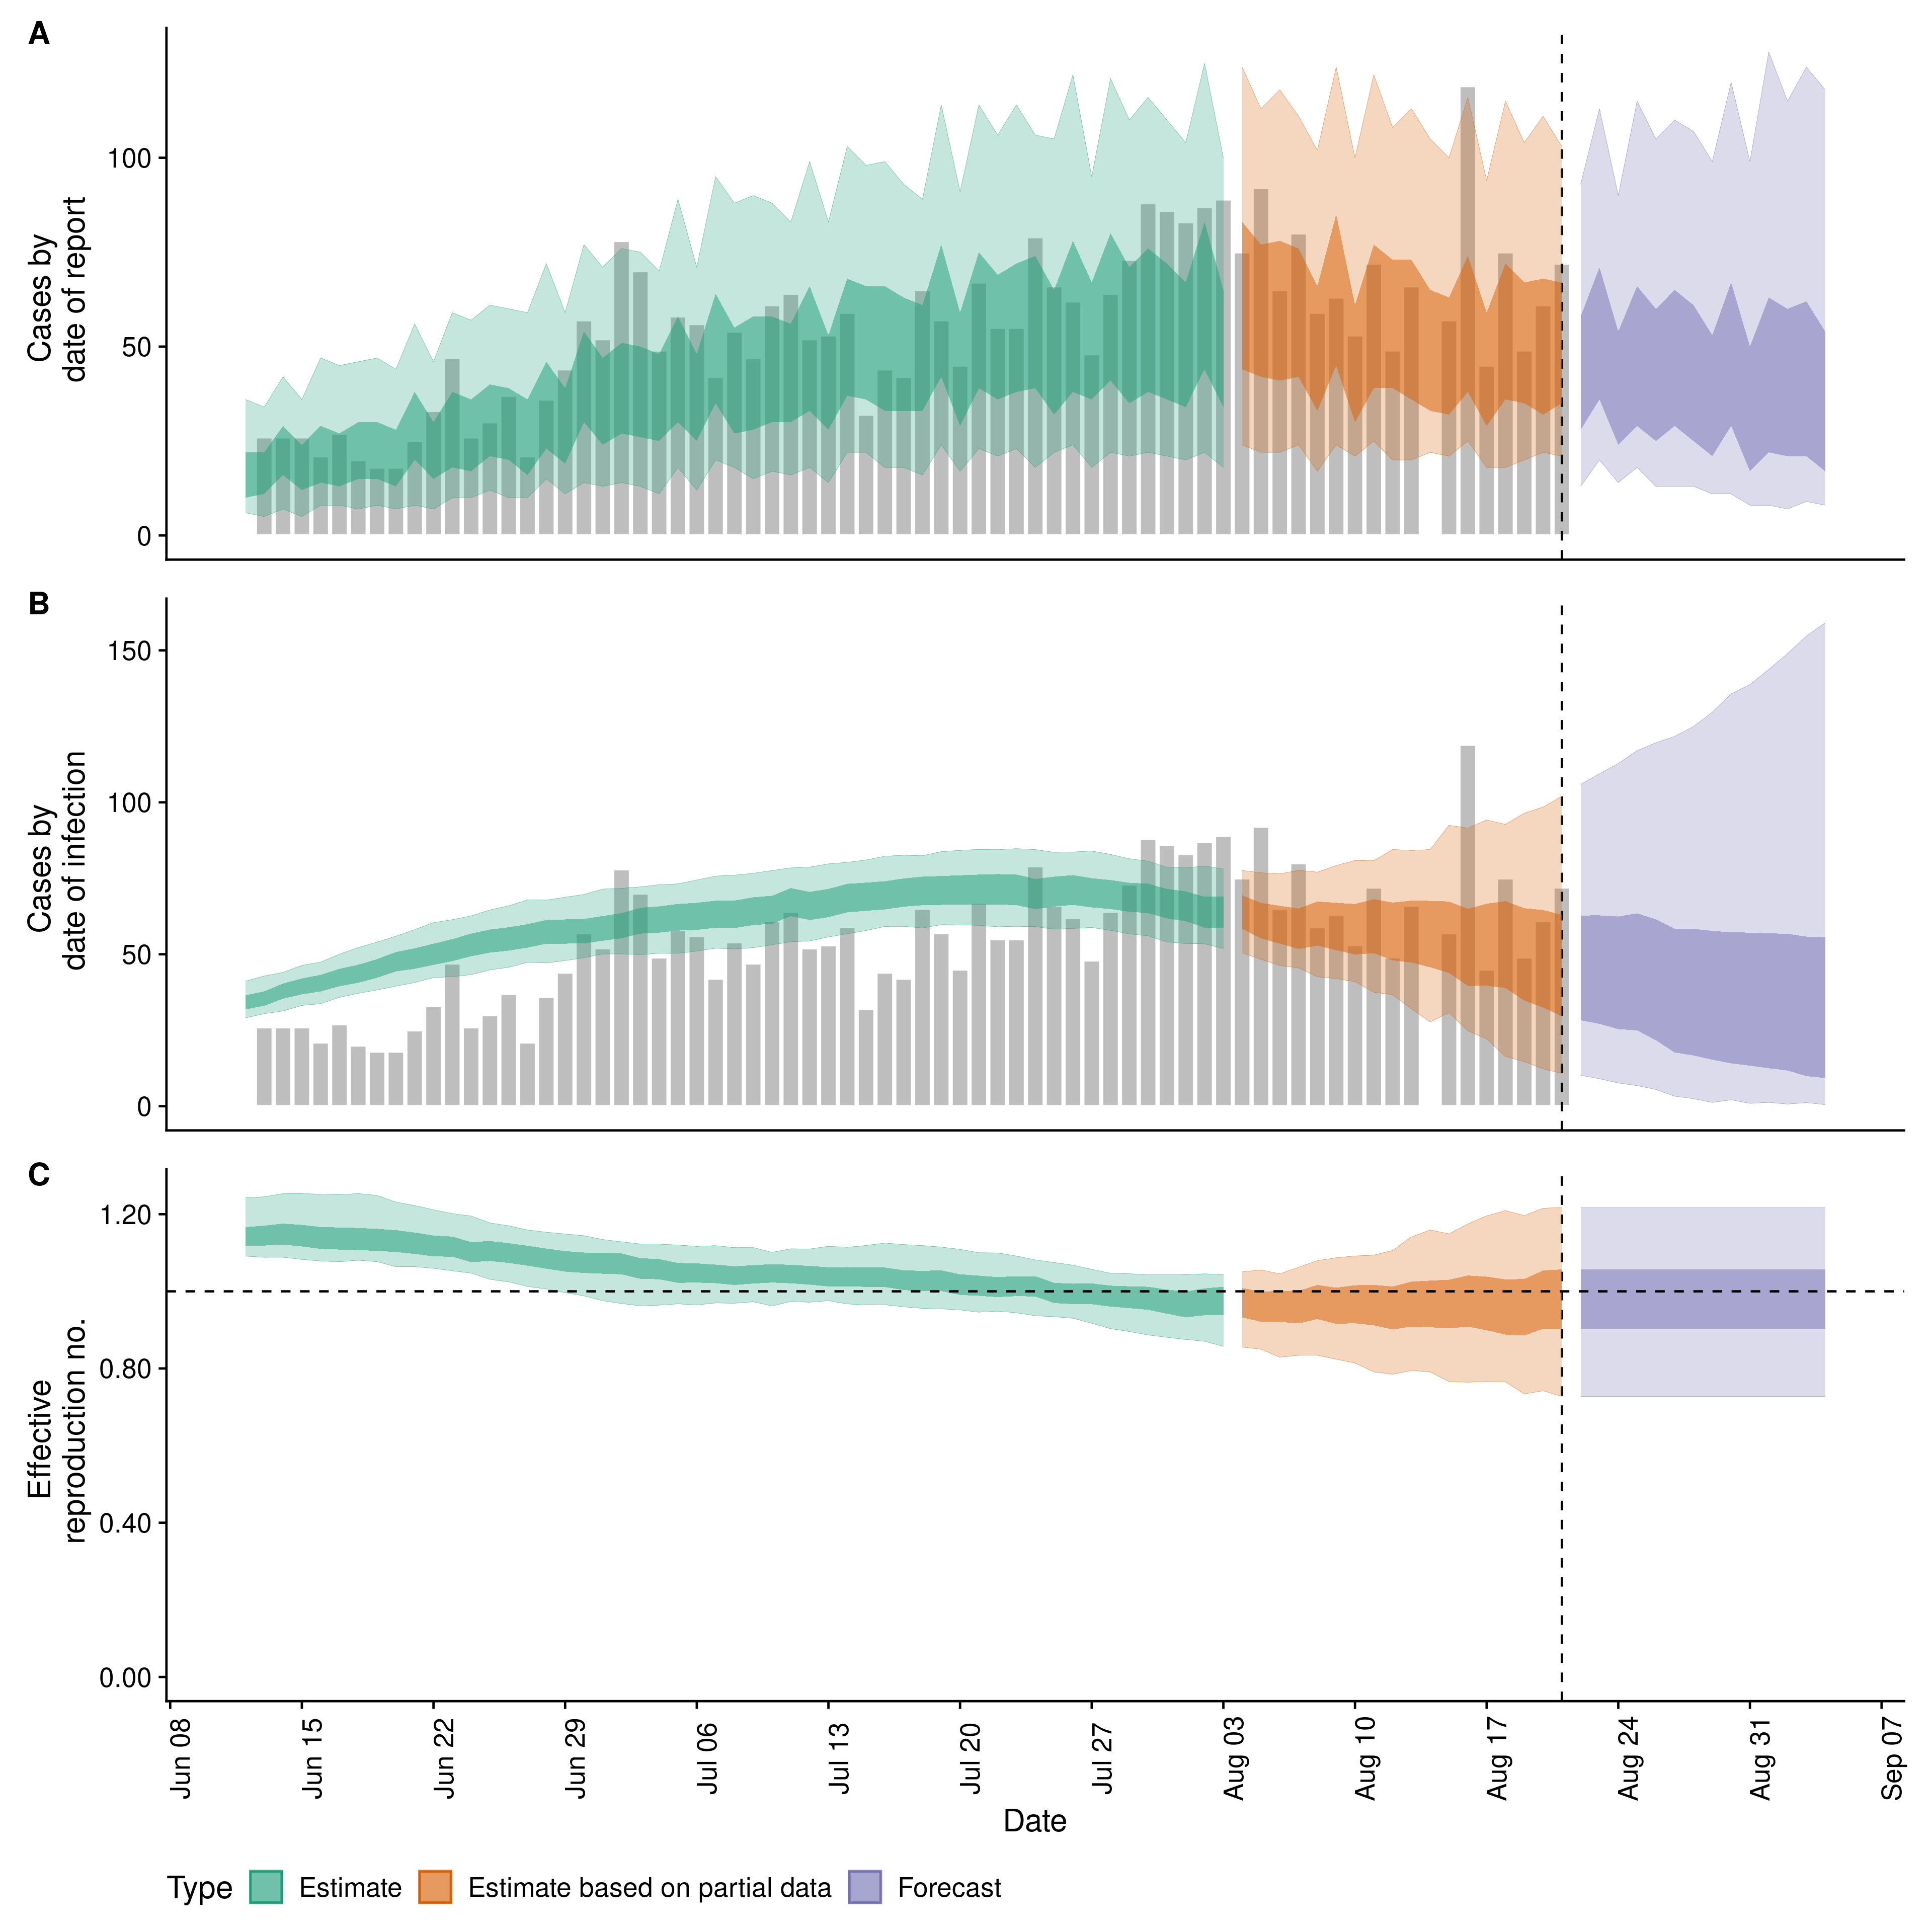 A
Cases by
date of report
100
50
0
B
Cases by
date of infection
150
100
50
0
C
Effective
reproduction no.
1.20
0.80
0.40
0.00
Jun 08
Jun 15
Jun 22
Jun 29
Jul 06
Jul 13
Jul 20
Jul 27
Aug 03
Aug 10
Aug 17
Aug 24
Aug 31
Sep 07
Date
Type Estimate Estimate based on partial data Forecast